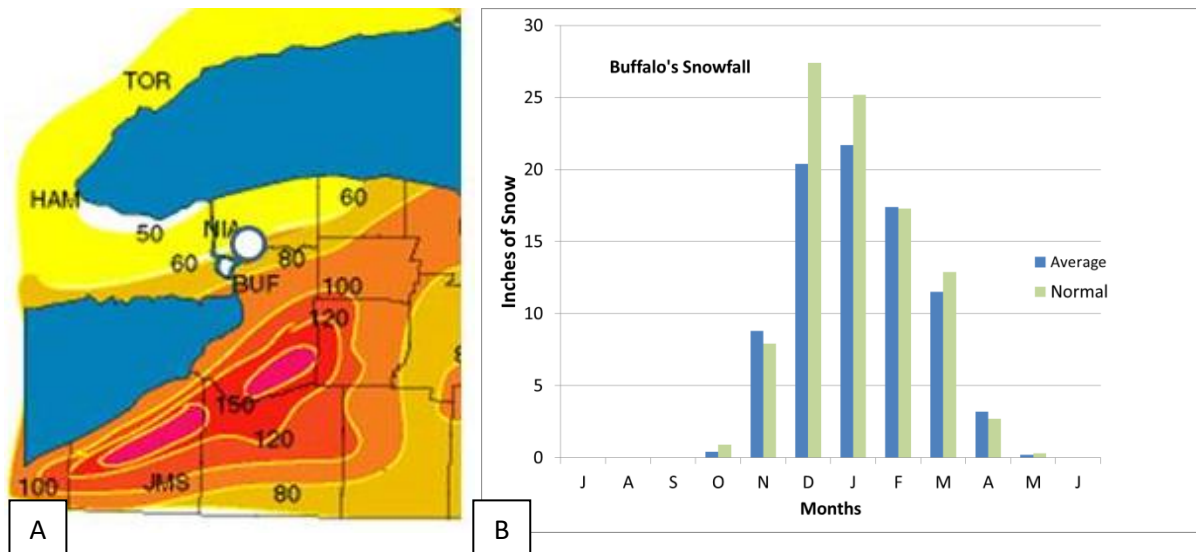 TOR
HAM
50
NIA
60
60
80
BUF
100
120
150
120
JMS
100
80
A
Buffalo's Snowfall
Inches of Snow
30
25
20
15
10
5
0
J A S O N D J F M A M J
Months
Average
Normal
B